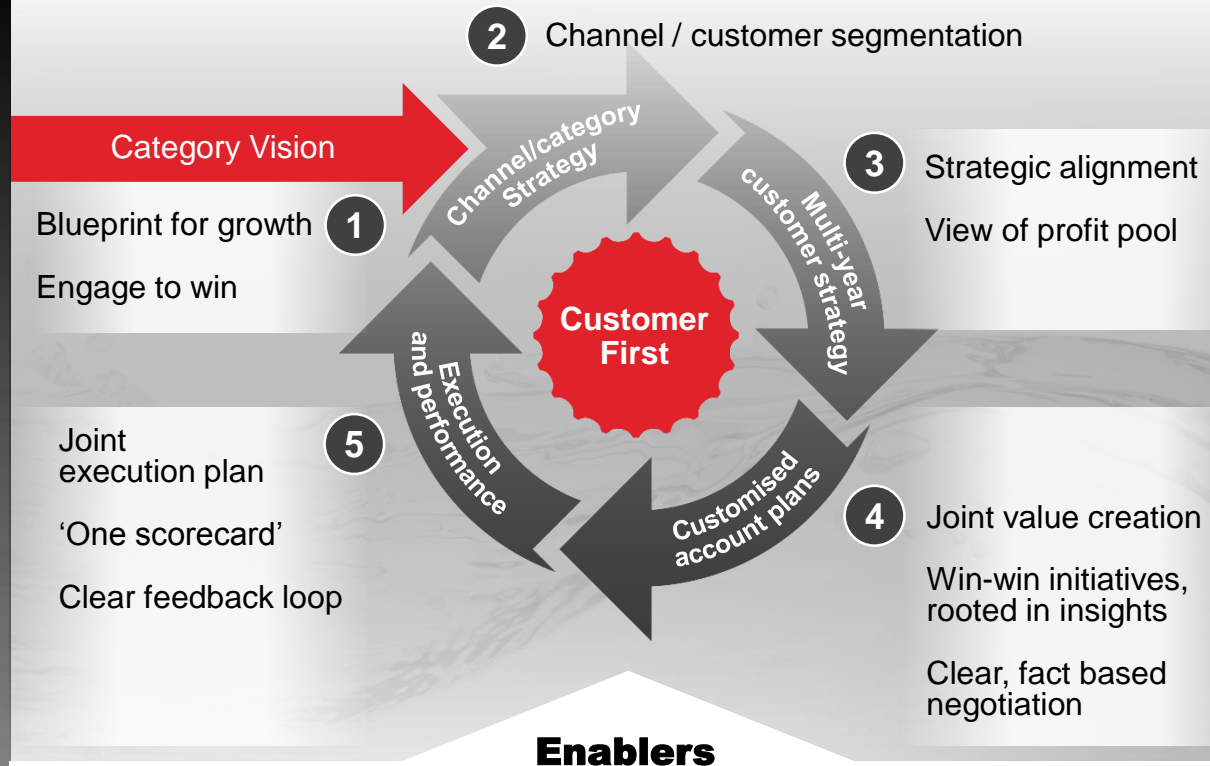 2 Channel / customer segmentation
Category Vision
Blueprint for growth 1
Engage to win
Channel/category
Strategy
3 Strategic alignment
View of profit pool
Multi-year
customer strategy
Customer
First
Execution
and performance
Customised
account plans
5 Joint
execution plan
‘One scorecard’
Clear feedback loop
4 Joint value creation
Win-win initiatives,
rooted in insights
Clear, fact based
negotiation
Enablers